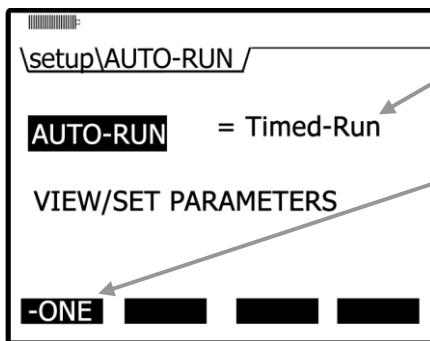 \setup\AUTO-RUN /
AUTO-RUN = Timed-Run
VIEW/SET PARAMETERS
-ONE